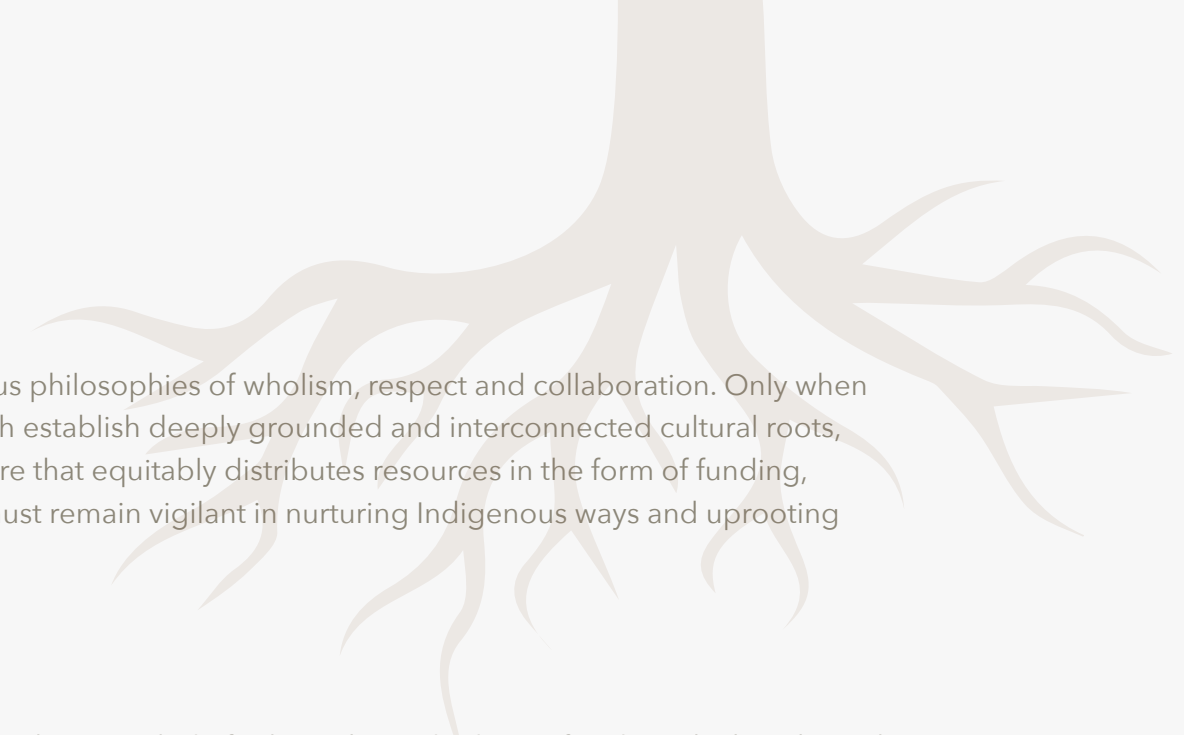 us philosophies of wholism, respect and collaboration. Only when
h establish deeply grounded and interconnected cultural roots,
re that equitably distributes resources in the form of funding,
ust remain vigilant in nurturing Indigenous ways and uprooting